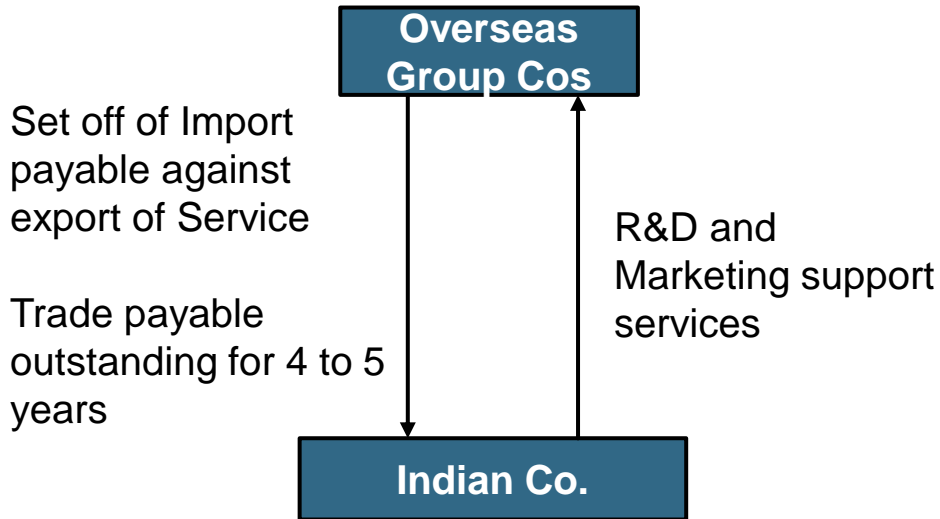 Overseas
Group Cos
Set off of Import
payable against
export of Service
Trade payable
outstanding for 4 to 5
years
R&D and
Marketing support
services
Indian Co.